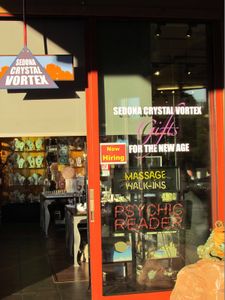 SEDONA
CRYSTAL
VORTEX
SEDONA CRYSTAL VORTEX
Gifts
FOR THE NEW AGE
Now
Hiring
MASSAGE
WALK-INS
PSYCHIC
READER